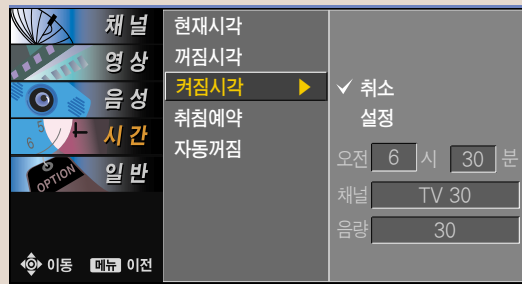 채널
영상
음성
시간
일반
OPTION
이동 메뉴 이전
현재시각
꺼짐시각
켜짐시각
취침예약
자동꺼짐
취소
설정
오전 6 시 30 분
채널 TV 30
음량 30
5
6